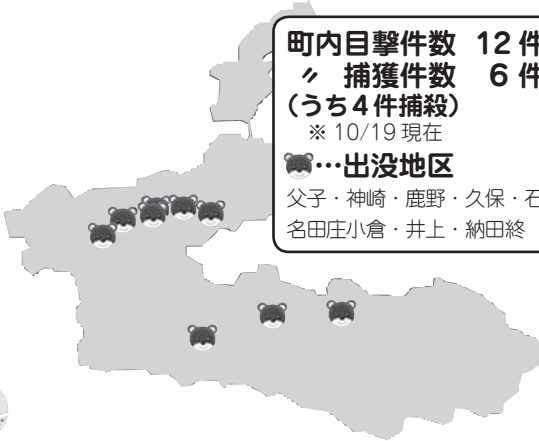 町内目撃件数 12件
〃 捕獲件数 6件
(うち4件捕殺)
※ 10/19 現在
…出没地区
父子・神崎・鹿野・久保・石
名田庄小倉・井上・納田終